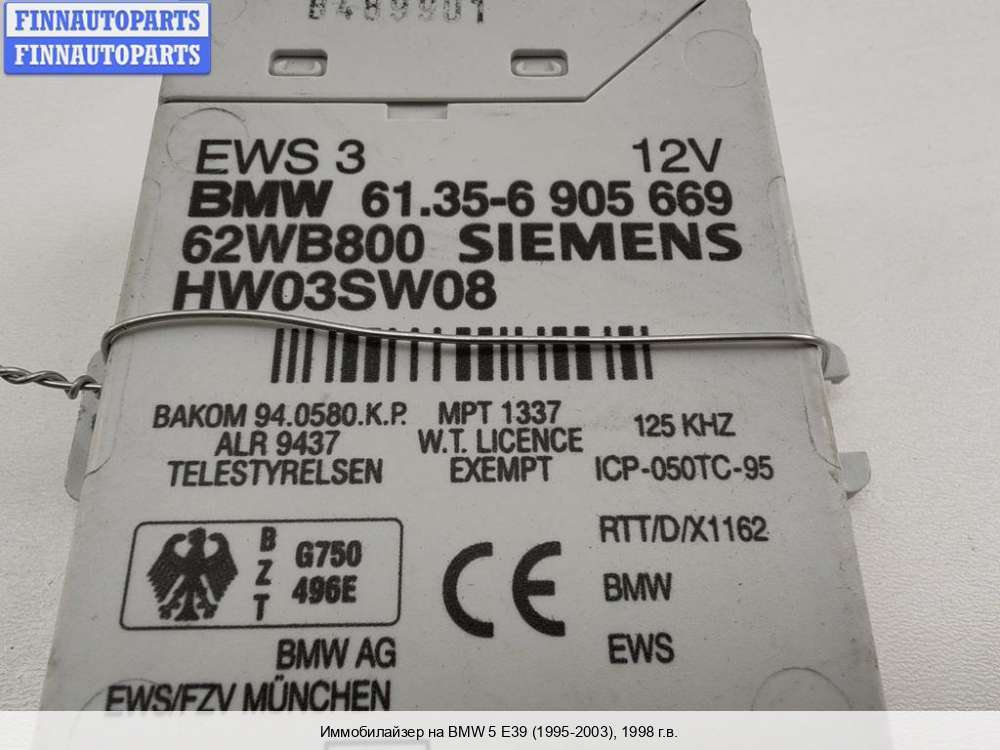 FINNAUTOPARTS
FINNAUTOPARTS
EWS 3 12V
BMW 61.35-6 905 669
62WB800 SIEMENS
HW03SW08
BAKOM 94.0580.K.P. MPT 1337 125 KHZ
ALR 9437 W.T. LICENCE
TELESTYRELSEN EXEMPT ICP-050TC-95
RTT/D/X1162
BZT G750 496E
BMW
EWS
BMW AG
EWS/FZV MÜNCHEN
Иммобилайзер на BMW 5 E39 (1995-2003), 1998 г.в.